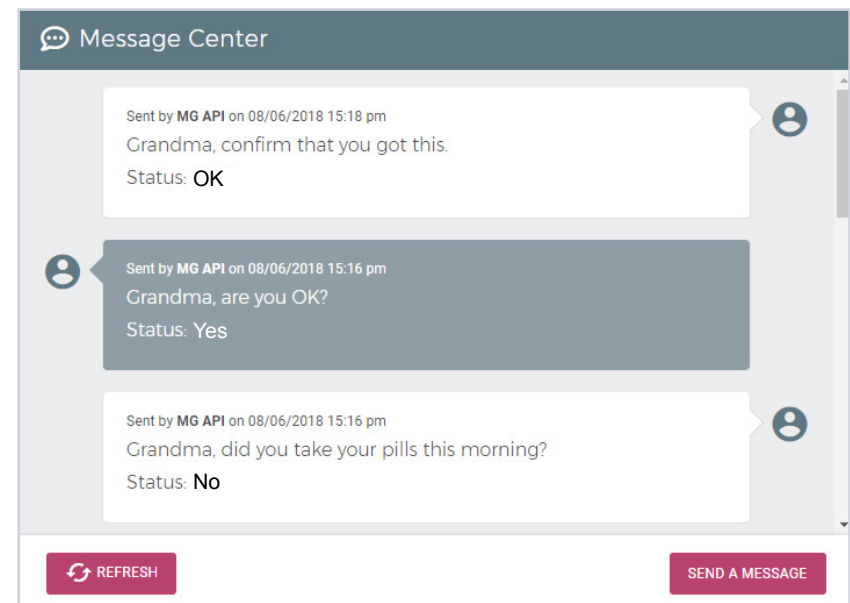 Message Center
Sent by MG API on 08/06/2018 15:18 pm
Grandma, confirm that you got this.
Status: OK
Sent by MG API on 08/06/2018 15:16 pm
Grandma, are you OK?
Status: Yes
Sent by MG API on 08/06/2018 15:16 pm
Grandma, did you take your pills this morning?
Status: No
REFRESH
SEND A MESSAGE